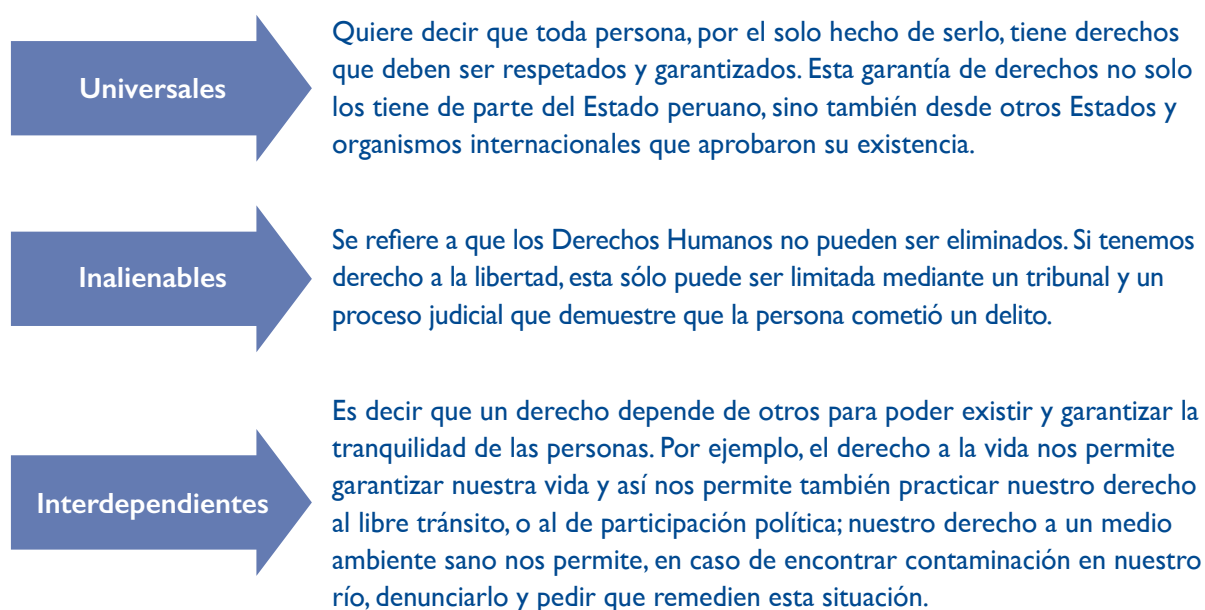 Universales
Quiere decir que toda persona, por el solo hecho de serlo, tiene derechos
que deben ser respetados y garantizados. Esta garantía de derechos no solo
los tiene de parte del Estado peruano, sino también desde otros Estados y
organismos internacionales que aprobaron su existencia.
Inalienables
Se refiere a que los Derechos Humanos no pueden ser eliminados. Si tenemos
derecho a la libertad, esta sólo puede ser limitada mediante un tribunal y un
proceso judicial que demuestre que la persona cometió un delito.
Interdependientes
Es decir que un derecho depende de otros para poder existir y garantizar la
tranquilidad de las personas. Por ejemplo, el derecho a la vida nos permite
garantizar nuestra vida y así nos permite también practicar nuestro derecho
al libre tránsito, o al de participación política; nuestro derecho a un medio
ambiente sano nos permite, en caso de encontrar contaminación en nuestro
río, denunciarlo y pedir que remedien esta situación.